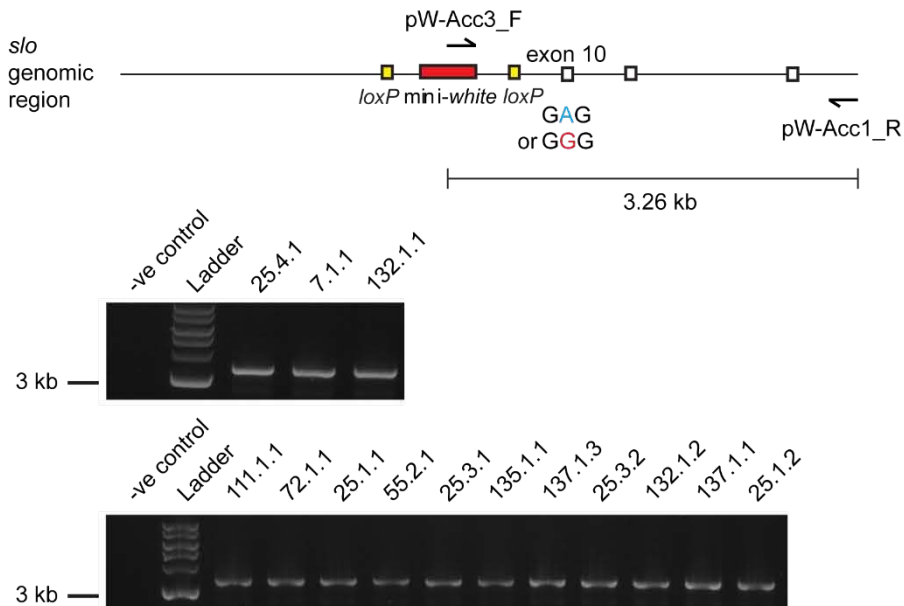 pW-Acc3_F
slo
genomic
region
exon 10
loxP mini-white loxP
GAG
or GGG
pW-Acc1_R
3.26 kb
-ve control
Ladder
25.4.1
7.1.1
132.1.1
3 kb
-ve control
Ladder
111.1.1
72.1.1
25.1.1
55.2.1
25.3.1
135.1.1
137.1.3
25.3.2
132.1.2
137.1.1
25.1.2
3 kb